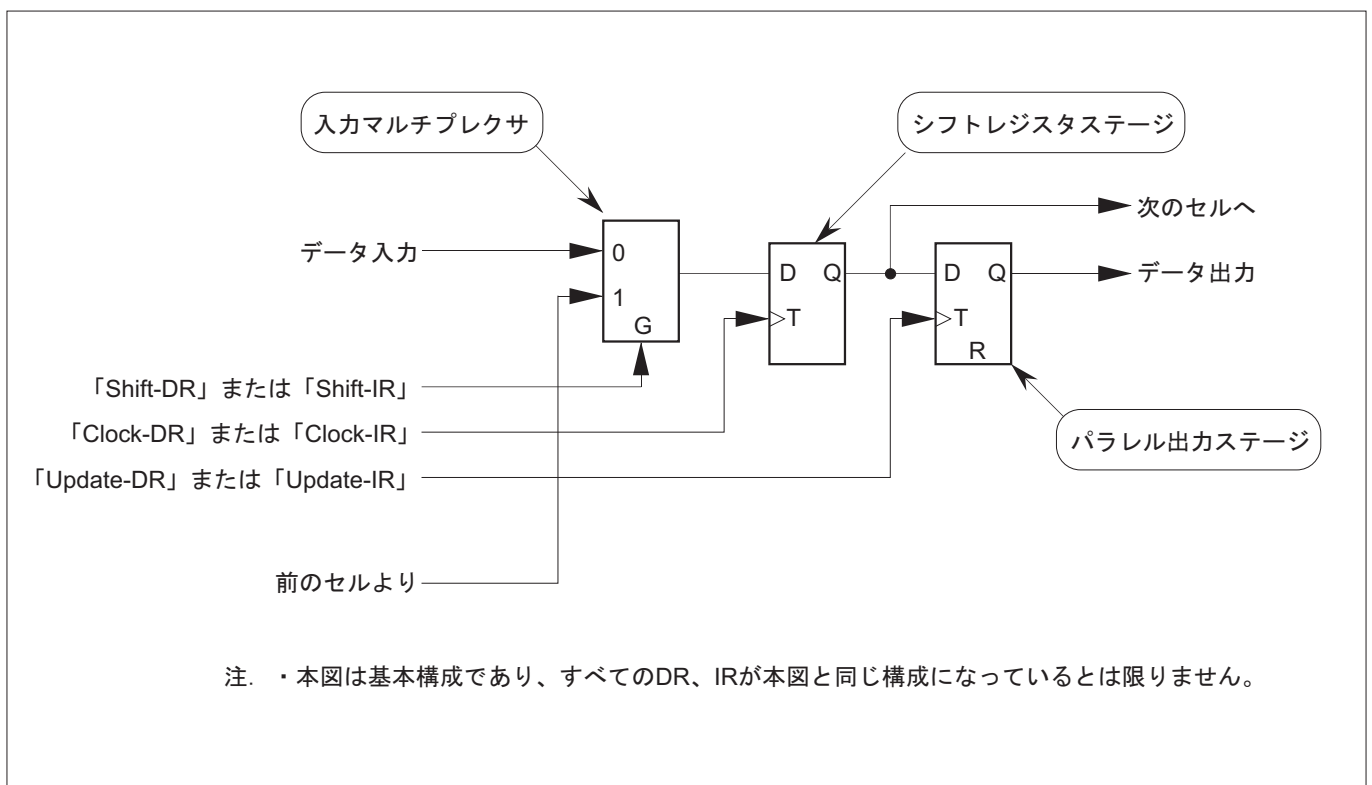 入力マルチプレクサ
シフトレジスタステージ
次のセルへ
データ入力
0
D Q
D Q
データ出力
1
T
T
G
R
「Shift-DR」または「Shift-IR」
「Clock-DR」または「Clock-IR」
パラレル出力ステージ
「Update-DR」または「Update-IR」
前のセルより
注. ・本図は基本構成であり、すべてのDR、IRが本図と同じ構成になっているとは限りません。